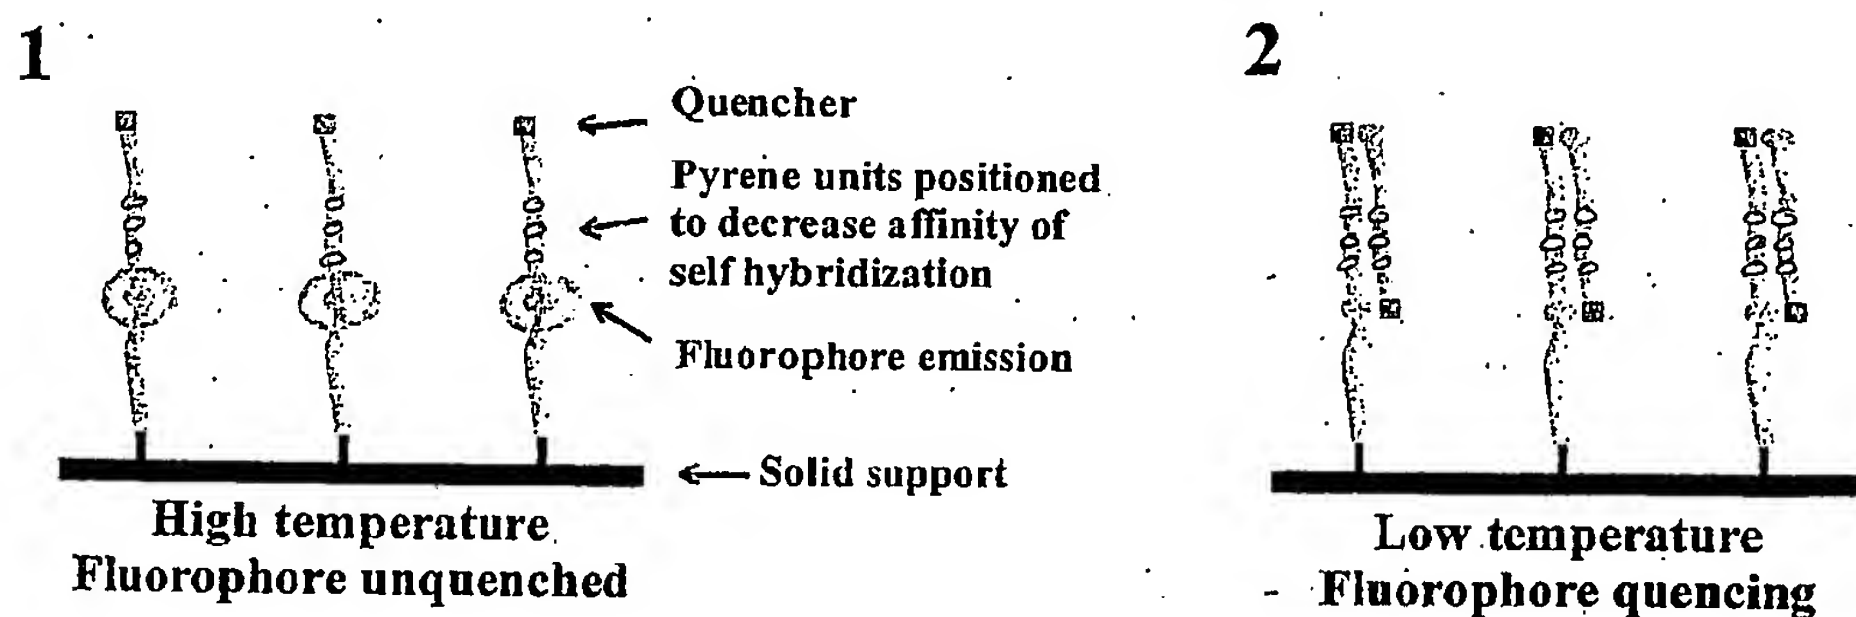 1
Quencher
Pyrene units positioned
to decrease affinity of
self hybridization
Fluorophore emission
Solid support
High temperature
Fluorophore unquenched
2
Low temperature
Fluorophore quencing